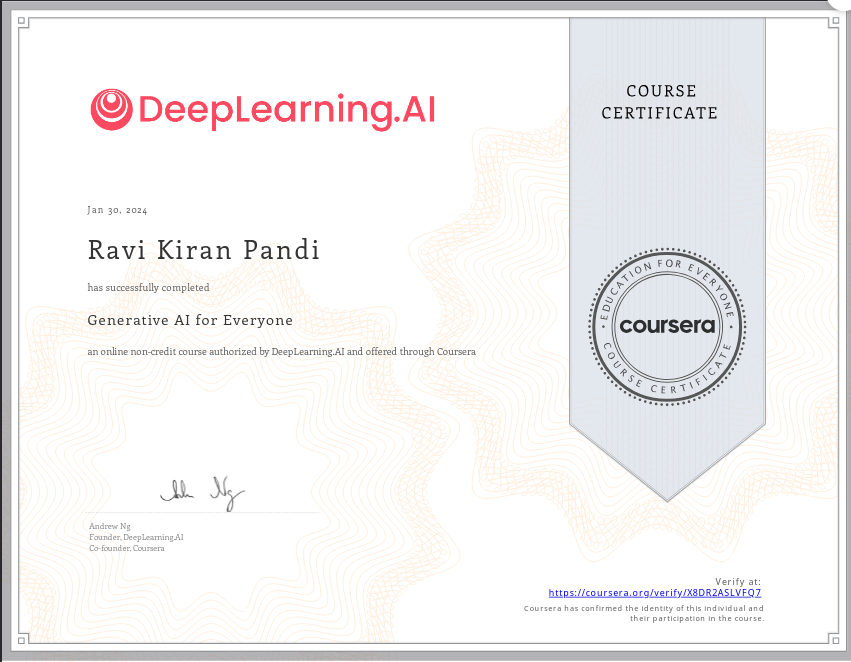 DeepLearning.AI
COURSE
CERTIFICATE
Jan 30, 2024
Ravi Kiran Pandi
has successfully completed
Generative AI for Everyone
an online non-credit course authorized by DeepLearning.AI and offered through Coursera
EDUCATION FOR EVERYONE
coursera
COURSE CERTIFICATE
Andrew Ng
Founder, DeepLearning.AI
Co-founder, Coursera
Verify at:
https://coursera.org/verify/X8DR2ASLVFQ7
Coursera has confirmed the identity of this individual and
their participation in the course.